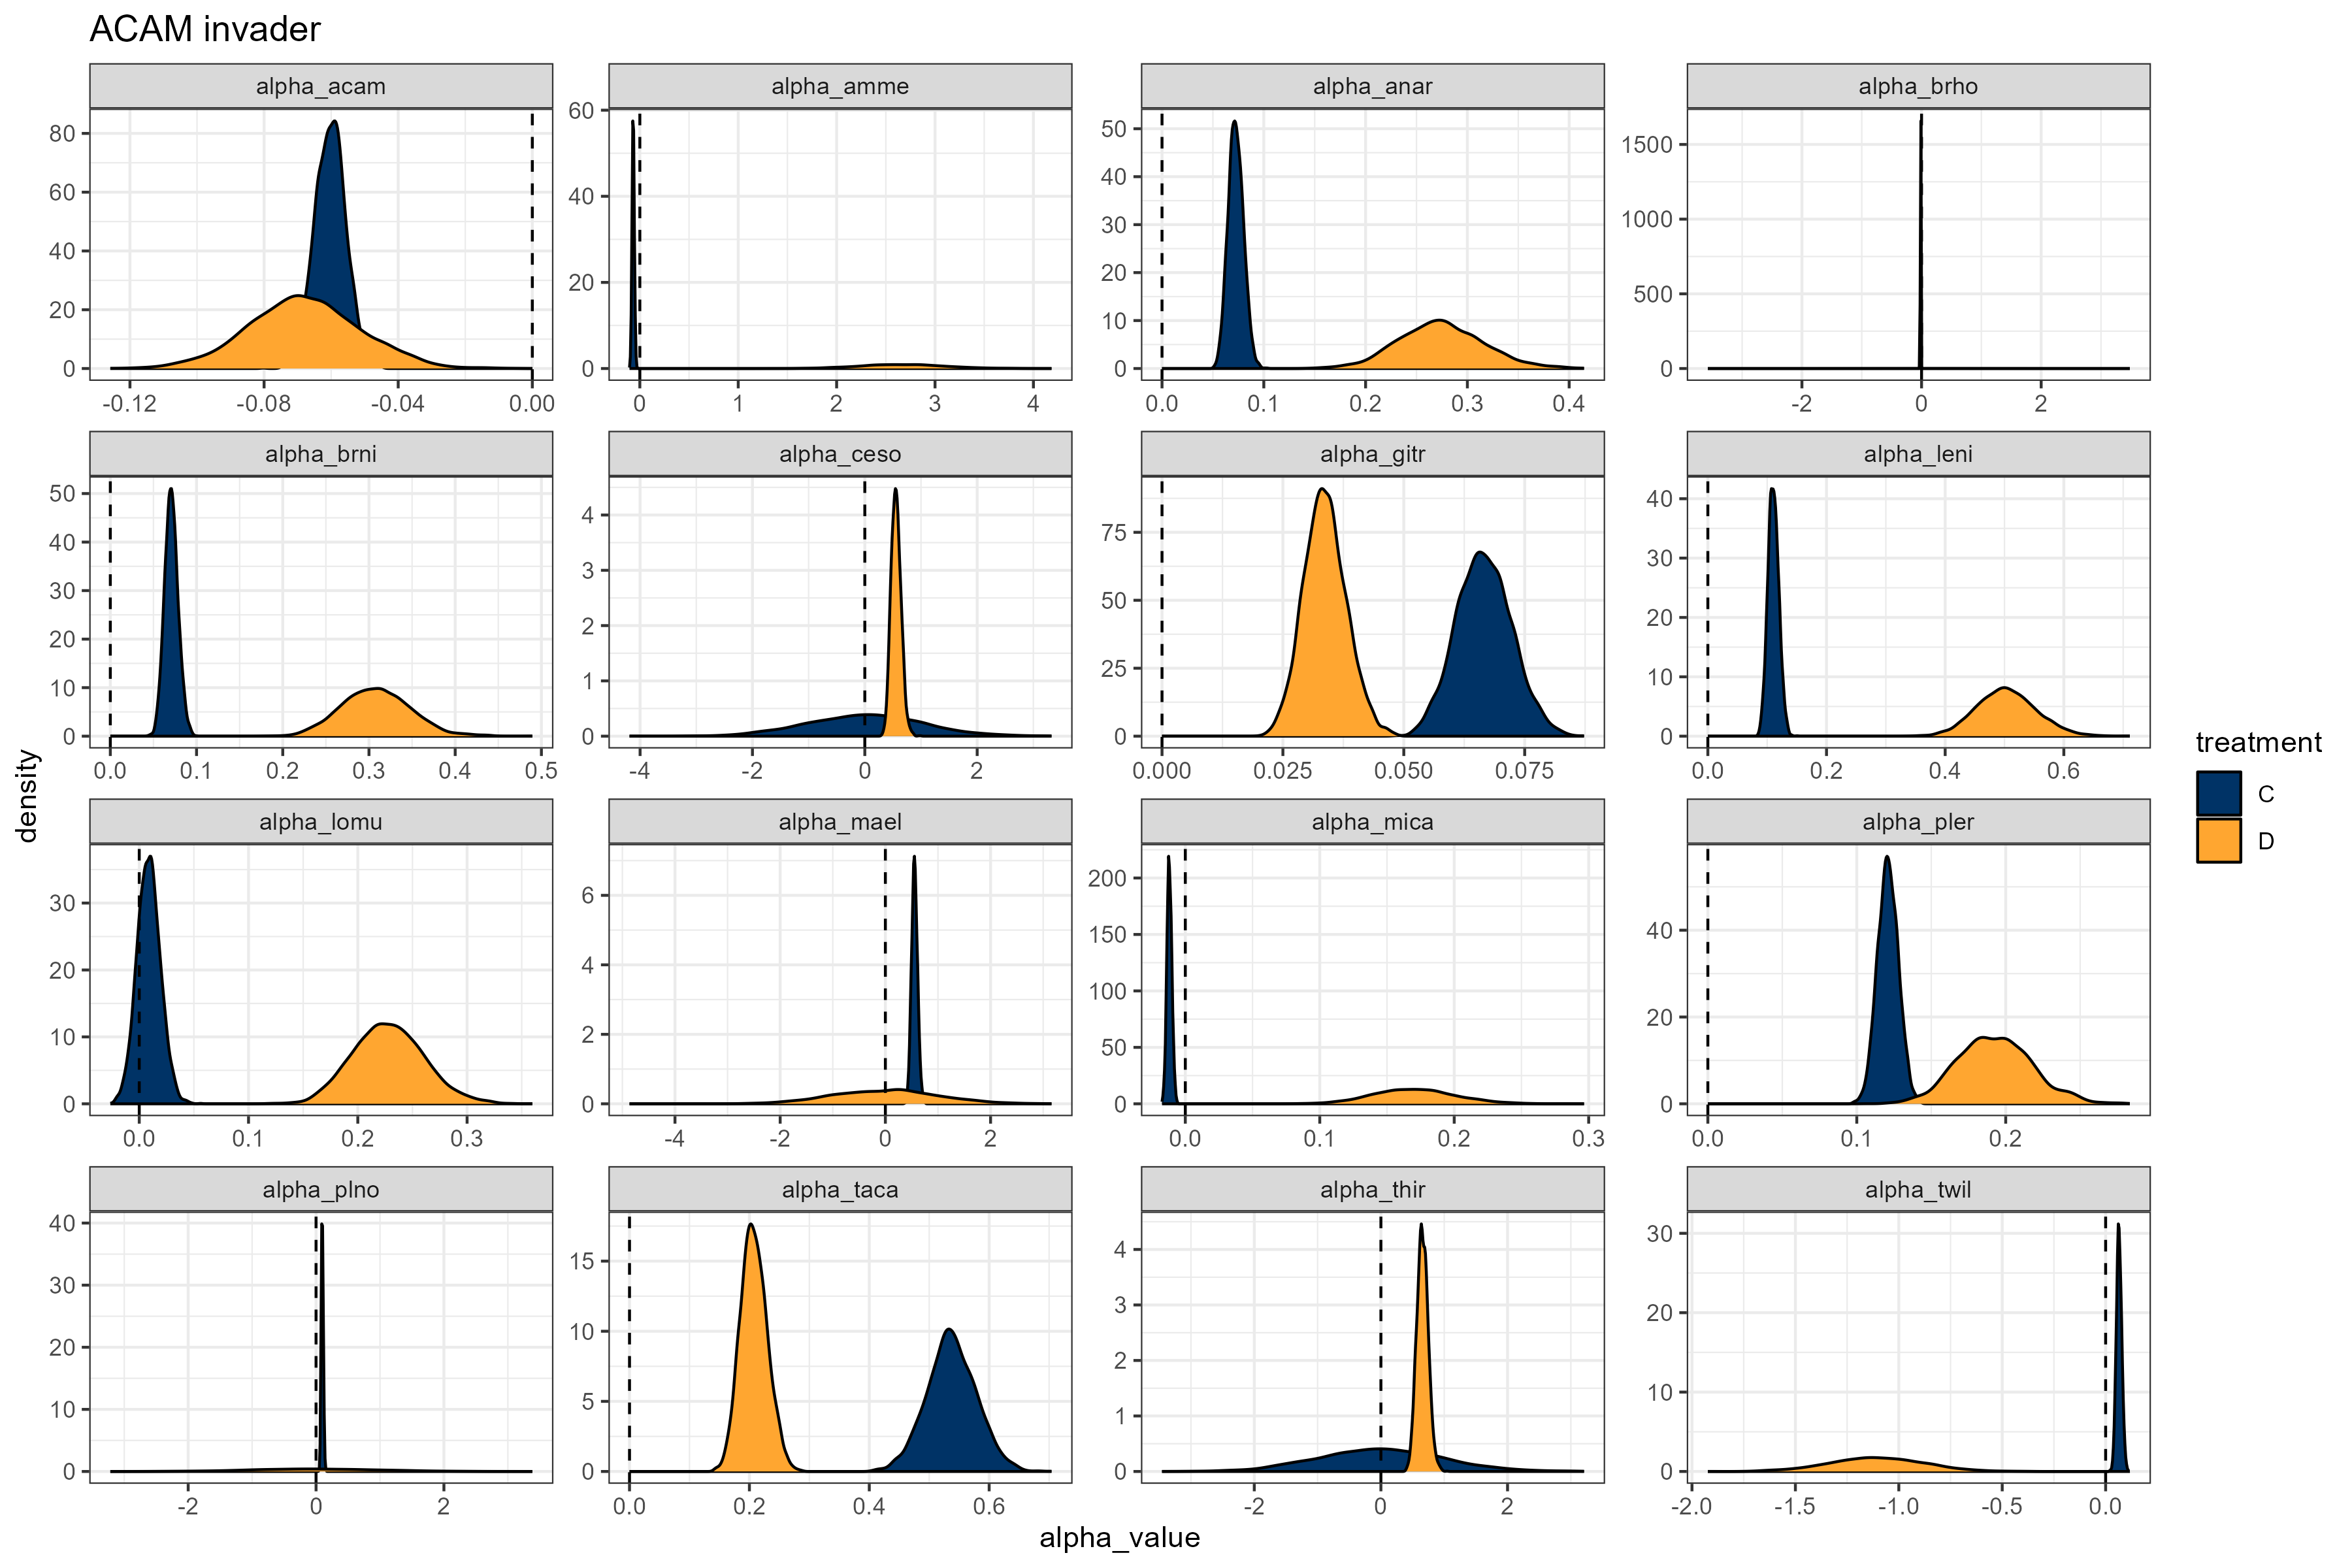 ACAM invader
alpha_acam
alpha_amme
alpha_anar
alpha_brho
80
60
40
20
0
-0.12 -0.08 -0.04 0.00
60
40
20
0
0 1 2 3 4
50
40
30
20
10
0
0.0 0.1 0.2 0.3 0.4
1500
1000
500
0
-2 0 2
alpha_brni
alpha_ceso
alpha_gitr
alpha_leni
50
40
30
20
10
0
0.0 0.1 0.2 0.3 0.4 0.5
4
3
2
1
0
-4 -2 0 2
75
50
25
0
0.000 0.025 0.050 0.075
40
30
20
10
0
0.0 0.2 0.4 0.6
alpha_lomu
alpha_mael
alpha_mica
alpha_pler
30
20
10
0
0.0 0.1 0.2 0.3
6
4
2
0
-4 -2 0 2
200
150
100
50
0
0.0 0.1 0.2 0.3
40
20
0
0.0 0.1 0.2
alpha_plno
alpha_taca
alpha_thir
alpha_twil
40
30
20
10
0
-2 0 2
15
10
5
0
0.0 0.2 0.4 0.6
4
3
2
1
0
-2 0 2
30
20
10
0
-2.0 -1.5 -1.0 -0.5 0.0
density
alpha_value
treatment
C
D